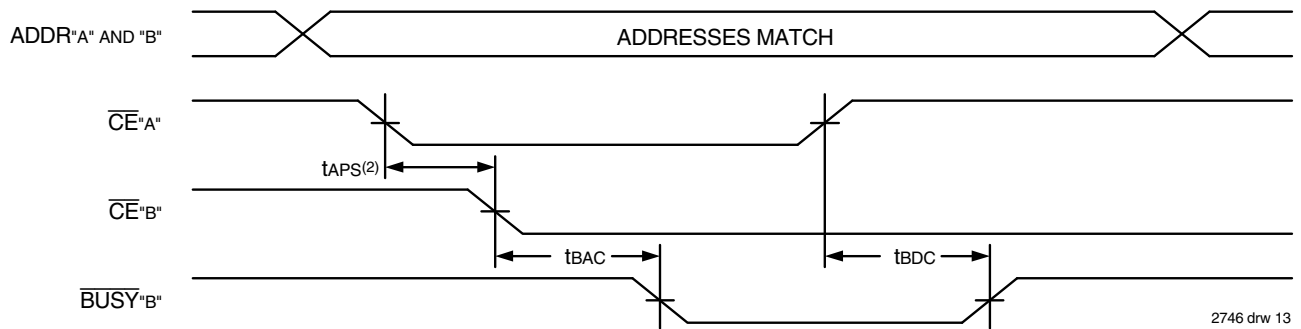 ADDR"A" AND "B" ADDRESSES MATCH
CE"A"
tAPS(2)
CE"B"
tBAC tBDC
BUSY"B"
2746 drw 13